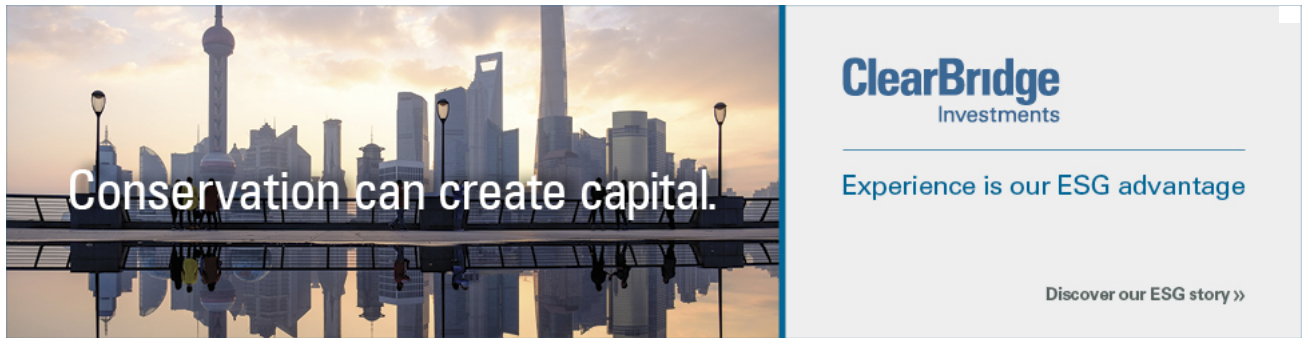 Conservation can create capital.
ClearBridge
Investments
Experience is our ESG advantage
Discover our ESG story »